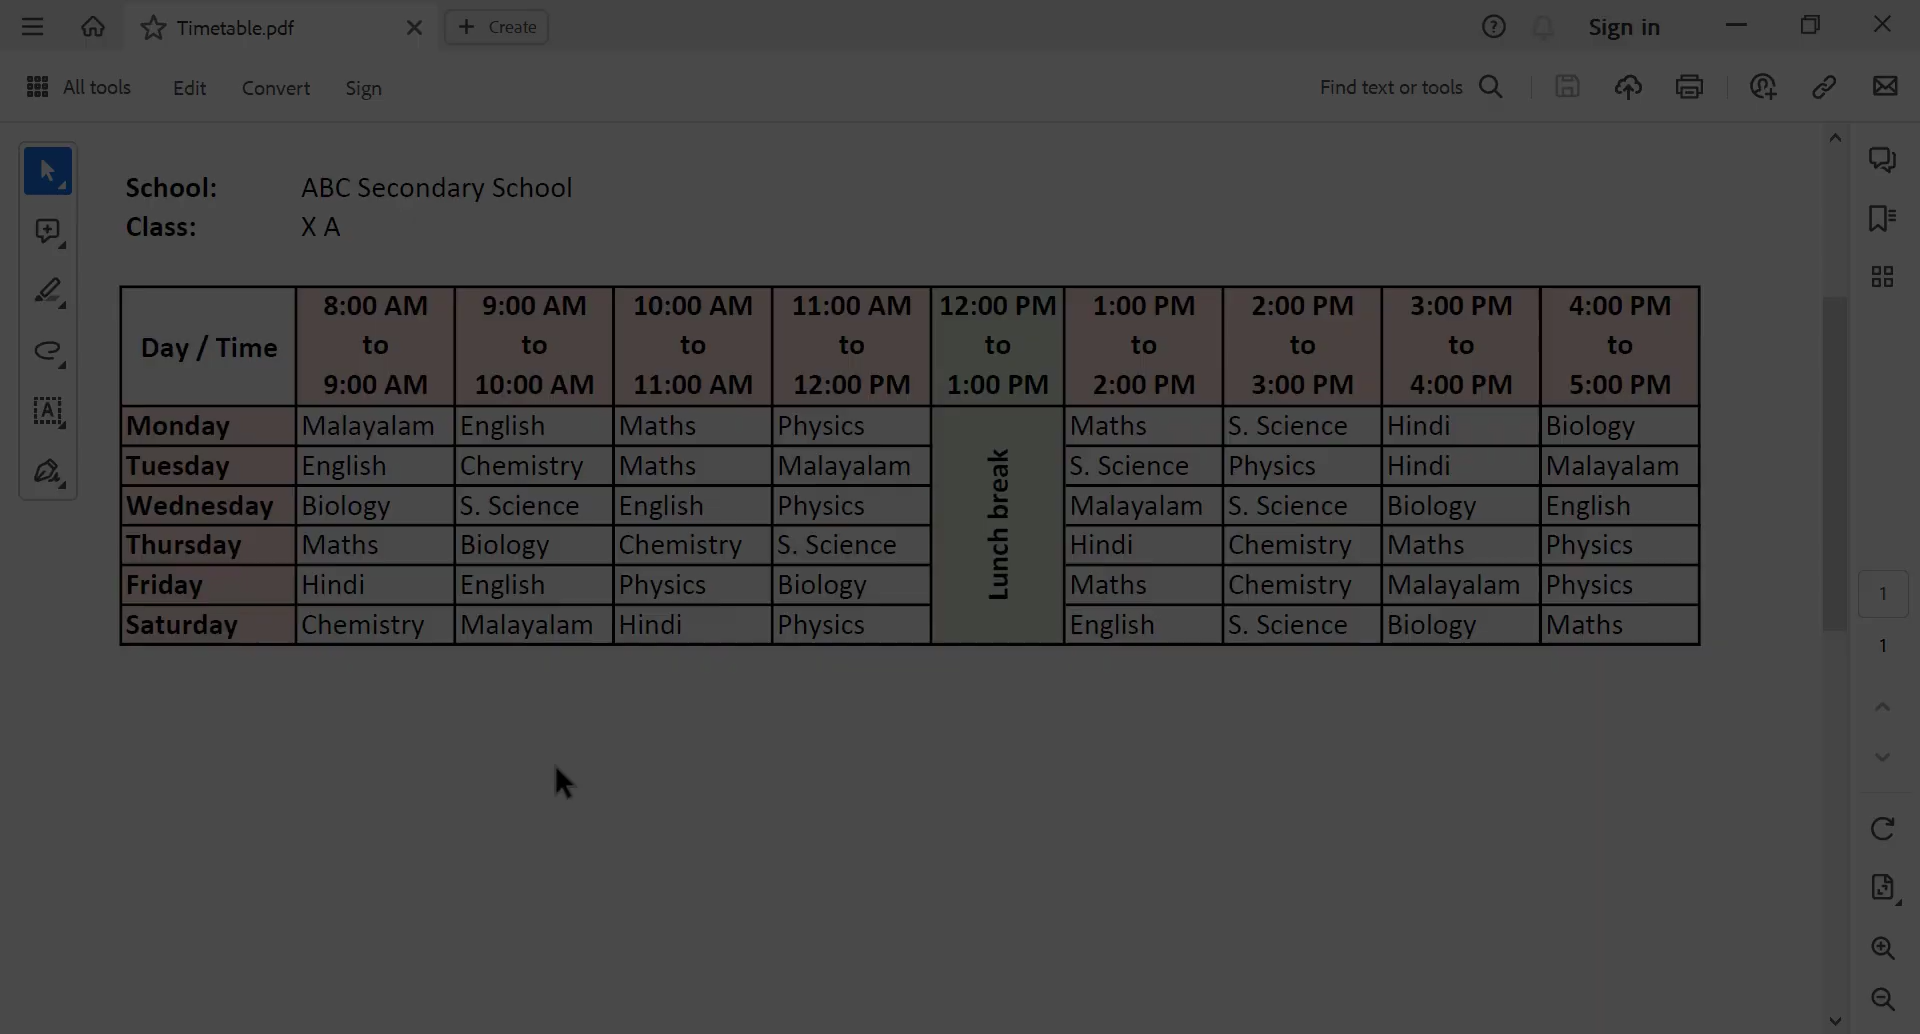 Timetable.pdf
Create
Sign in
All tools Edit Convert Sign
Find text or tools
School: ABC Secondary School
Class: X A
Day / Time
8:00 AM to 9:00 AM
9:00 AM to 10:00 AM
10:00 AM to 11:00 AM
11:00 AM to 12:00 PM
12:00 PM to 1:00 PM
1:00 PM to 2:00 PM
2:00 PM to 3:00 PM
3:00 PM to 4:00 PM
4:00 PM to 5:00 PM
Monday Malayalam English Maths Physics Maths S. Science Hindi Biology
Tuesday English Chemistry Maths Malayalam S. Science Physics Hindi Malayalam
Wednesday Biology S. Science English Physics Malayalam S. Science Biology English
Thursday Maths Biology Chemistry S. Science Hindi Chemistry Maths Physics
Friday Hindi English Physics Biology Maths Chemistry Malayalam Physics
Saturday Chemistry Malayalam Hindi Physics English S. Science Biology Maths
Lunch break
1
1